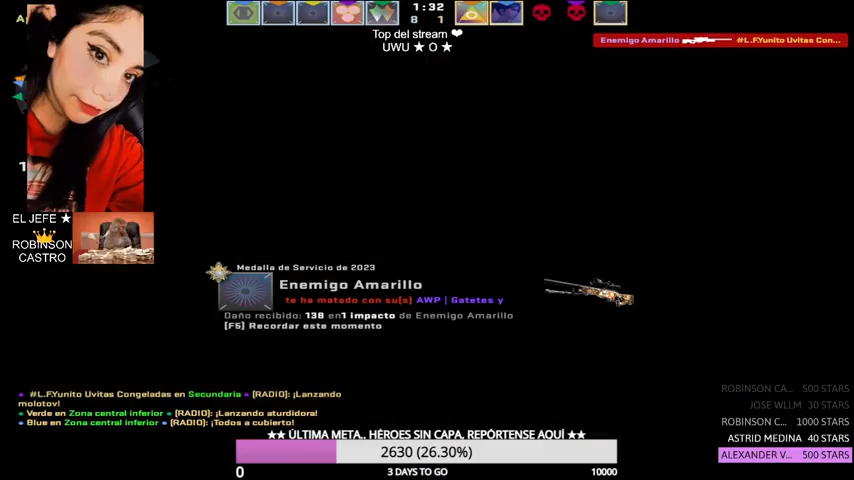 1:32
8 1
Top del stream ❤
UWU ★ O ★
Enemigo Amarillo #L.F.Yunito Uvitas Con...
EL JEFE ★
ROBINSON
CASTRO
Medalla de Servicio de 2023
Enemigo Amarillo
te ha matado con su(s) AWP | Gatetes y
Daño recibido: 138 en 1 impacto de Enemigo Amarillo
[F5] Recordar este momento
#L.F.Yunito Uvitas Congeladas en Secundaria (RADIO): ¡Lanzando
molotov!
Verde en Zona central inferior (RADIO): ¡Lanzando aturdidora!
Blue en Zona central inferior (RADIO): ¡Todos a cubierto!
ROBINSON CA... 500 STARS
JOSE WLLM 30 STARS
ROBINSON C... 1000 STARS
ASTRID MEDINA 40 STARS
ALEXANDER V... 500 STARS
★★ ÚLTIMA META.. HÉROES SIN CAPA, REPÓRTENSE AQUÍ ★★
2630 (26.30%)
0 3 DAYS TO GO 10000